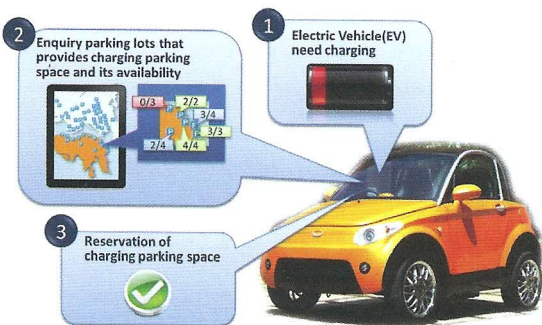 1
Electric Vehicle(EV)
need charging
2
Enquiry parking lots that
provides charging parking
space and its availability
0/3
2/2
3/4
3/3
2/4
4/4
3
Reservation of
charging parking space